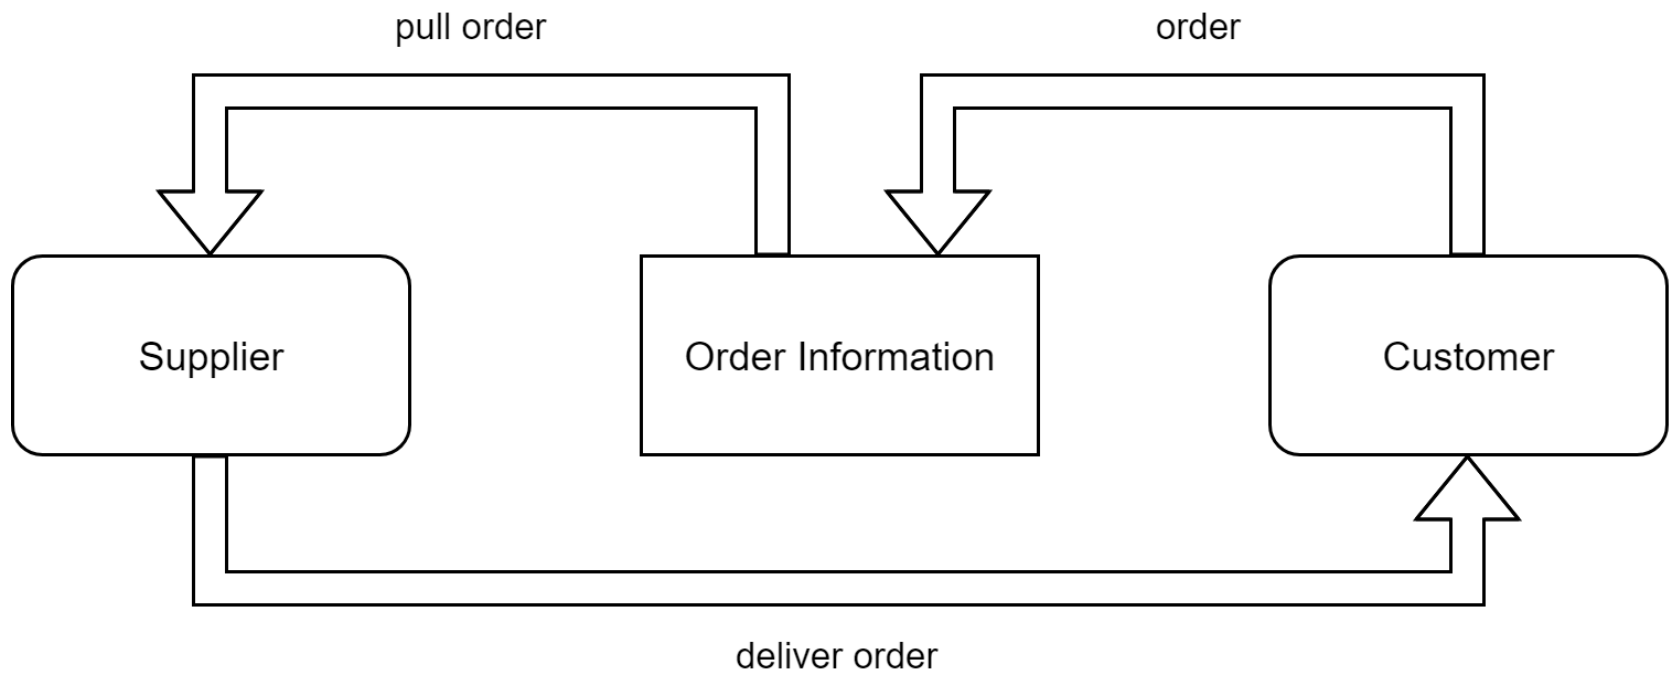 pull order
order
Supplier
Order Information
Customer
deliver order